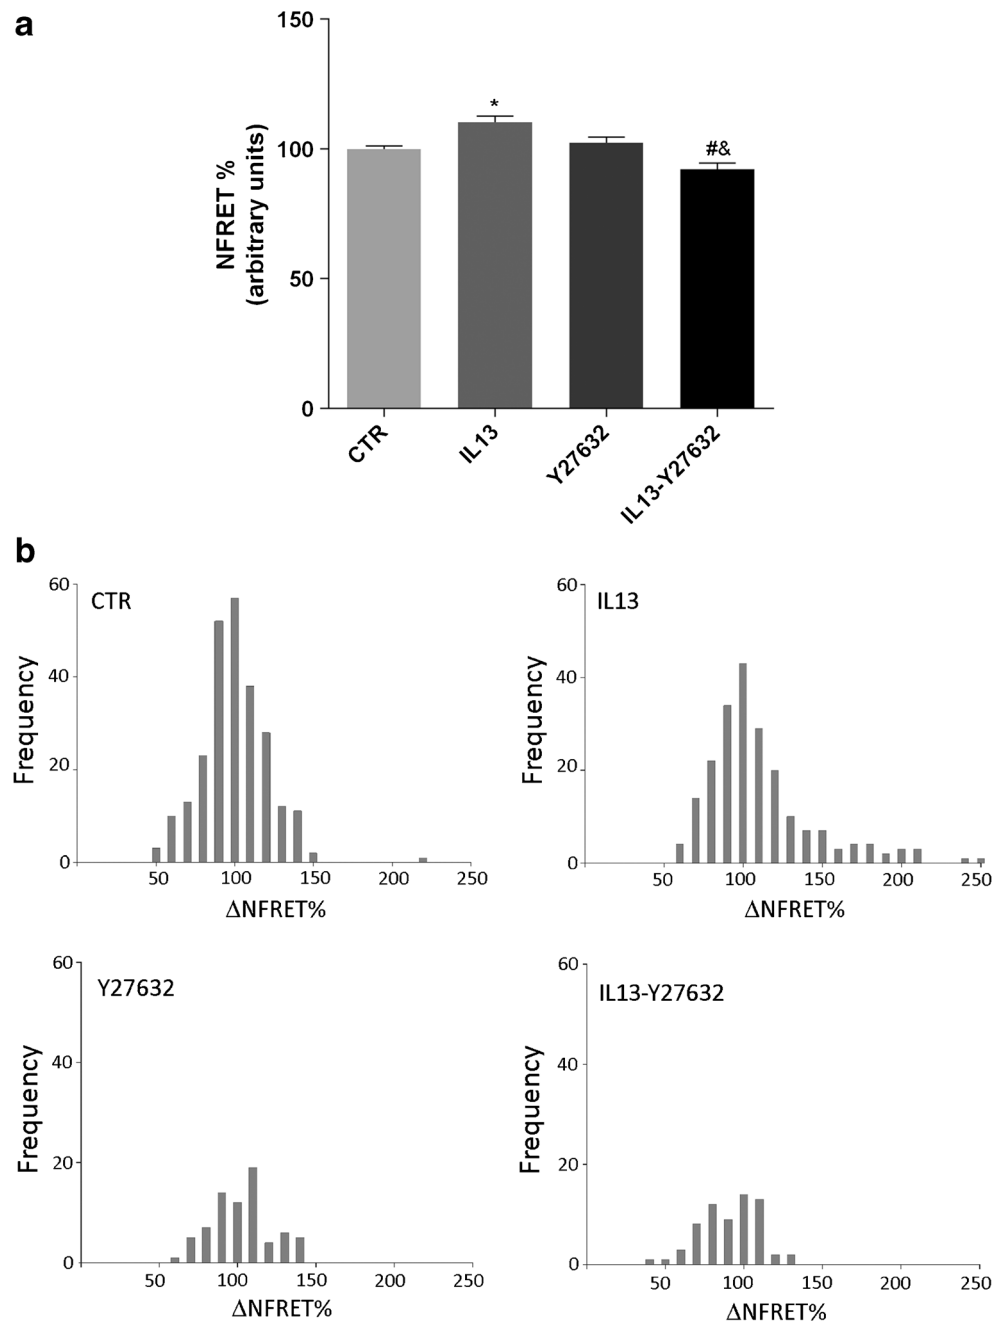 a
NFRET %
(arbitrary units)
150
100
50
0
*
#&
CTR
IL13
Y27632
IL13-Y27632
b
CTR
Frequency
60
40
20
0
50 100 150 200 250
ΔNFRET%
IL13
Frequency
60
40
20
0
50 100 150 200 250
ΔNFRET%
Y27632
Frequency
60
40
20
0
50 100 150 200 250
ΔNFRET%
IL13-Y27632
Frequency
60
40
20
0
50 100 150 200 250
ΔNFRET%